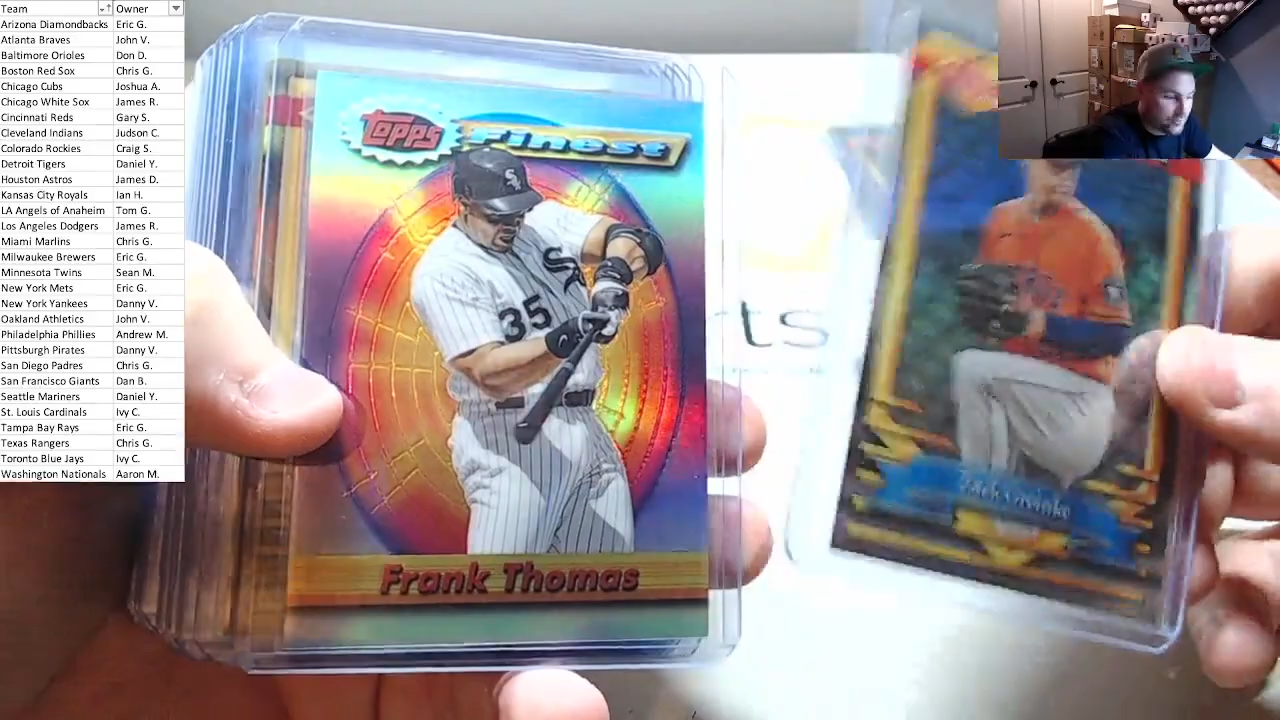 Team Owner
Arizona Diamondbacks Eric G.
Atlanta Braves John V.
Baltimore Orioles Don D.
Boston Red Sox Chris G.
Chicago Cubs Joshua A.
Chicago White Sox James R.
Cincinnati Reds Gary S.
Cleveland Indians Judson C.
Colorado Rockies Craig S.
Detroit Tigers Daniel Y.
Houston Astros James D.
Kansas City Royals Ian H.
LA Angels of Anaheim Tom G.
Los Angeles Dodgers James R.
Miami Marlins Chris G.
Milwaukee Brewers Eric G.
Minnesota Twins Sean M.
New York Mets Eric G.
New York Yankees Danny V.
Oakland Athletics John V.
Philadelphia Phillies Andrew M.
Pittsburgh Pirates Danny V.
San Diego Padres Chris G.
San Francisco Giants Dan B.
Seattle Mariners Daniel Y.
St. Louis Cardinals Ivy C.
Tampa Bay Rays Eric G.
Texas Rangers Chris G.
Toronto Blue Jays Ivy C.
Washington Nationals Aaron M.
Topps Finest
Sox
35
Frank Thomas
rts